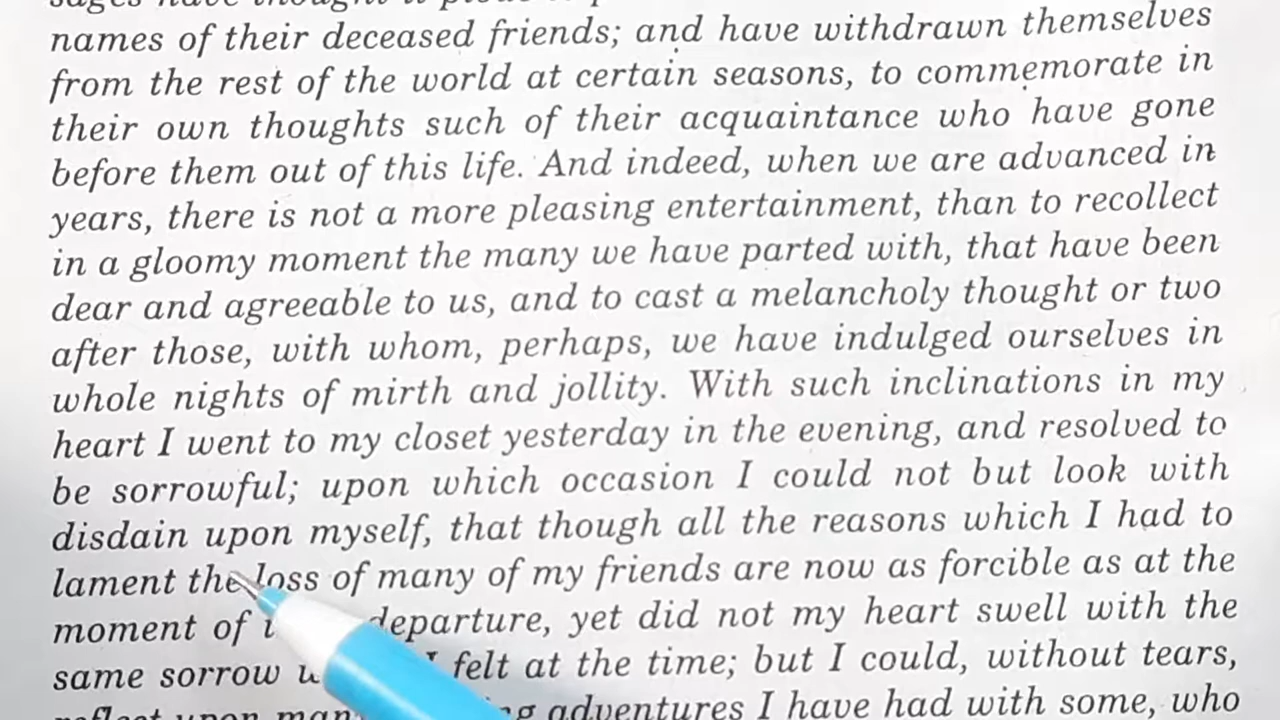 names of their deceased friends; and have withdrawn themselves
from the rest of the world at certain seasons, to commemorate in
their own thoughts such of their acquaintance who have gone
before them out of this life. And indeed, when we are advanced in
years, there is not a more pleasing entertainment, than to recollect
in a gloomy moment the many we have parted with, that have been
dear and agreeable to us, and to cast a melancholy thought or two
after those, with whom, perhaps, we have indulged ourselves in
whole nights of mirth and jollity. With such inclinations in my
heart I went to my closet yesterday in the evening, and resolved to
be sorrowful; upon which occasion I could not but look with
disdain upon myself, that though all the reasons which I had to
lament the loss of many of my friends are now as forcible as at the
moment of departure, yet did not my heart swell with the
same sorrow I felt at the time; but I could, without tears,
reflect upon adventures I have had with some, who